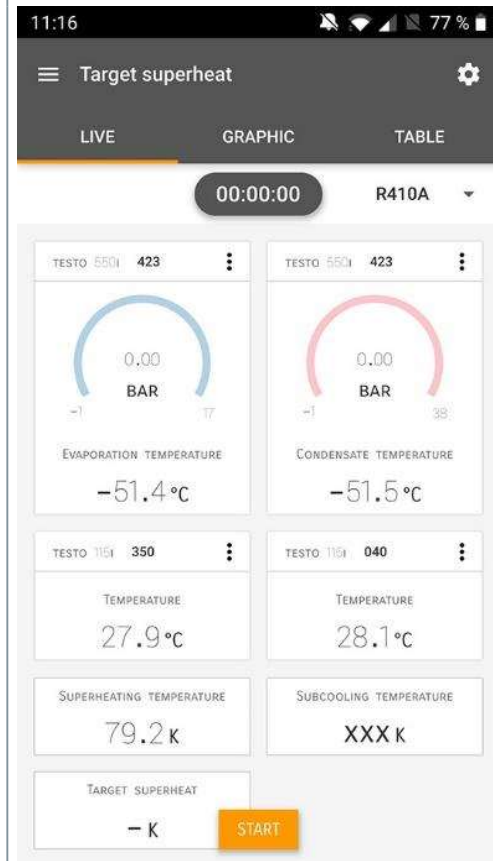 11:16 77 %
Target superheat
LIVE GRAPHIC TABLE
00:00:00 R410A
TESTO 550I 423 TESTO 550I 423
0.00 0.00
BAR BAR
-1 17 -1 38
EVAPORATION TEMPERATURE CONDENSATE TEMPERATURE
-51.4 °C -51.5 °C
TESTO 115I 350 TESTO 115I 040
TEMPERATURE TEMPERATURE
27.9 °C 28.1 °C
SUPERHEATING TEMPERATURE SUBCOOLING TEMPERATURE
79.2 K XXX K
TARGET SUPERHEAT
– K START